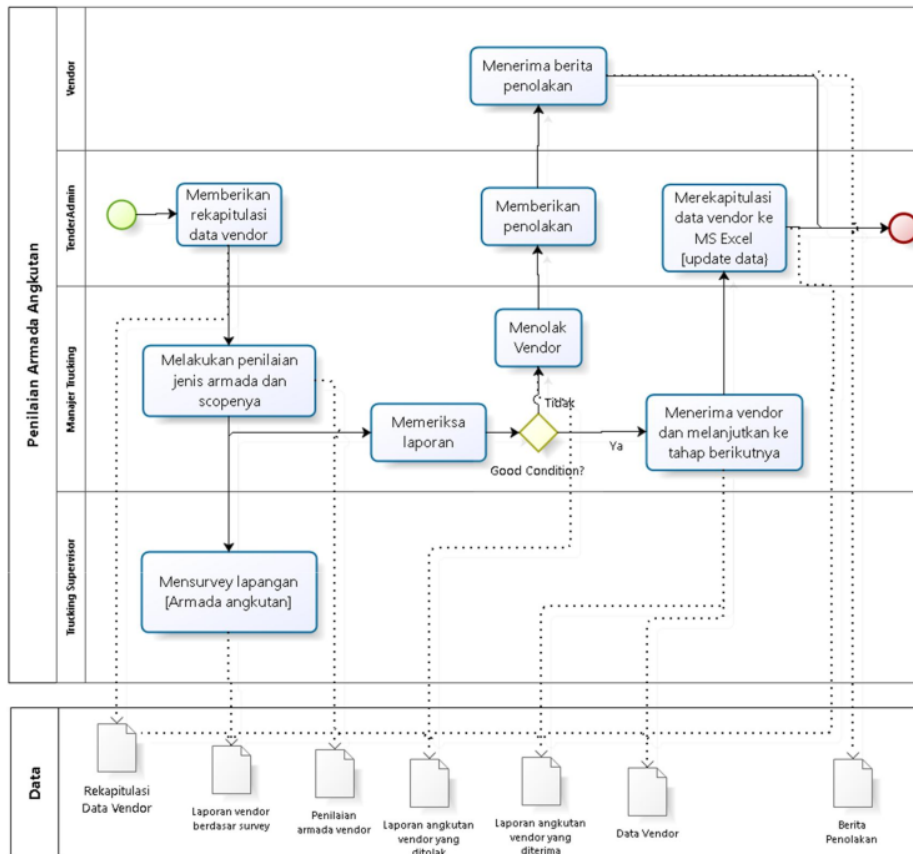 Penilaian Armada Angkutan
Vendor
Menerima berita
penolakan
TenderAdmin
Memberikan
rekapitulasi
data vendor
Memberikan
penolakan
Merekapitulasi
data vendor ke
MS Excel
[update data)
Manajer Trucking
Melakukan penilaian
jenis armada dan
scopenya
Memeriksa
laporan
Menolak
Vendor
Tidak
Good Condition?
Ya
Menerima vendor
dan melanjutkan ke
tahap berikutnya
Trucking Supervisor
Mensurvey lapangan
[Armada angkutan]
Data
Rekapitulasi
Data Vendor
Laporan vendor
berdasar survey
Penilaian
armada vendor
Laporan angkutan
vendor yang
ditolak
Laporan angkutan
vendor yang
diterima
Data Vendor
Berita
Penolakan